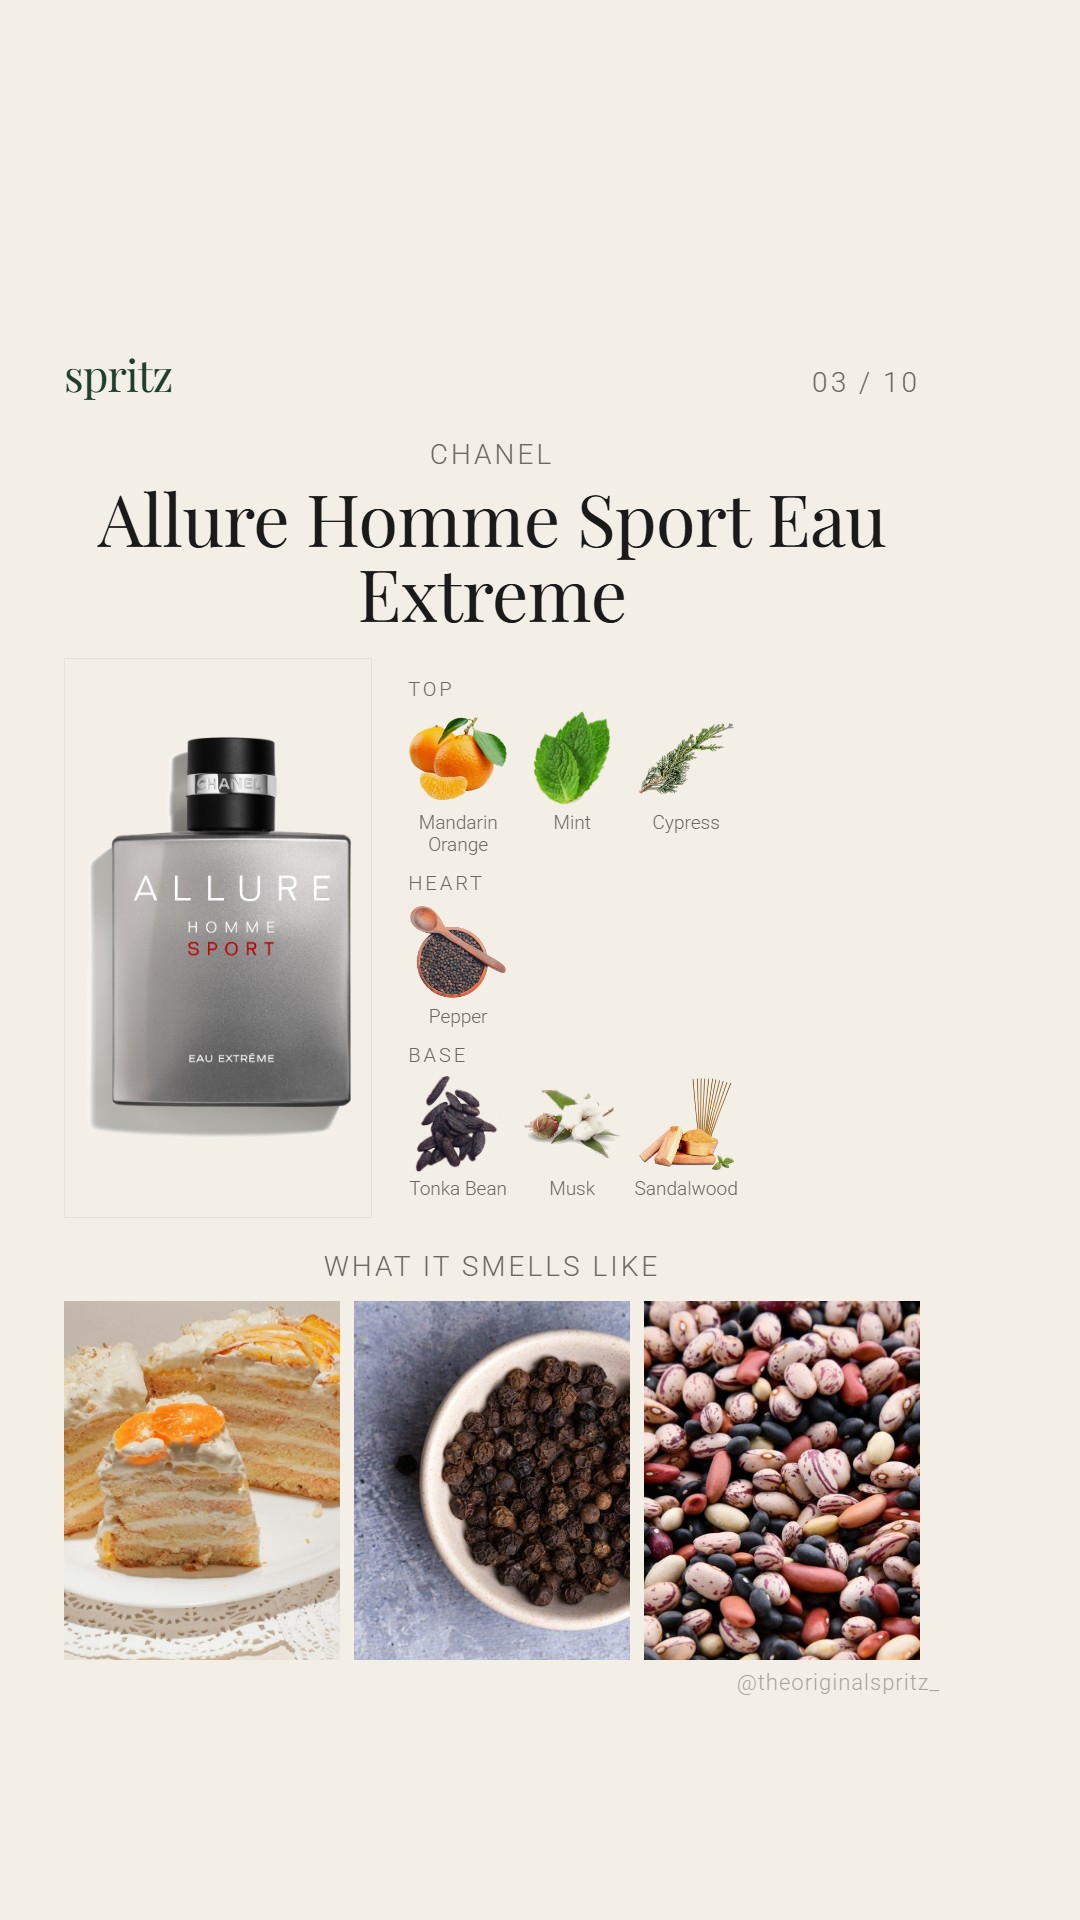 spritz
03 / 10
CHANEL
Allure Homme Sport Eau
Extreme
CHANEL
ALLURE
HOMME
SPORT
EAU EXTRÊME
TOP
Mandarin
Orange
Mint
Cypress
HEART
Pepper
BASE
Tonka Bean
Musk
Sandalwood
WHAT IT SMELLS LIKE
@theoriginalspritz_